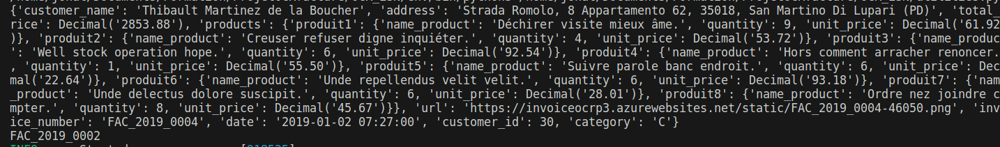 {'customer_name': 'Thibault Martinez de la Boucher', 'address': 'Strada Romolo, 8 Appartamento 62, 35018, San Martino Di Lupari (PD)', 'total_
rice': Decimal('2853.88'), 'products': {'produit1': {'name_product': 'Déchirer visite mieux âme.', 'quantity': 9, 'unit_price': Decimal('61.92
)}, 'produit2': {'name_product': 'Creuser refuser digne inquiéter.', 'quantity': 4, 'unit_price': Decimal('53.72')}, 'produit3': {'name_produc
': 'Well stock operation hope.', 'quantity': 6, 'unit_price': Decimal('92.54')}, 'produit4': {'name_product': 'Hors comment arracher renoncer.
, 'quantity': 1, 'unit_price': Decimal('55.50')}, 'produit5': {'name_product': 'Suivre parole banc endroit.', 'quantity': 6, 'unit_price': Dec
mal('22.64')}, 'produit6': {'name_product': 'Unde repellendus velit velit.', 'quantity': 6, 'unit_price': Decimal('93.18')}, 'produit7': {'nam
_product': 'Unde delectus dolore suscipit.', 'quantity': 6, 'unit_price': Decimal('28.01')}, 'produit8': {'name_product': 'Ordre nez joindre c
mpter.', 'quantity': 8, 'unit_price': Decimal('45.67')}}, 'url': 'https://invoiceocrp3.azurewebsites.net/static/FAC_2019_0004-46050.png', 'inv
ice_number': 'FAC_2019_0004', 'date': '2019-01-02 07:27:00', 'customer_id': 30, 'category': 'C'}
FAC_2019_0002